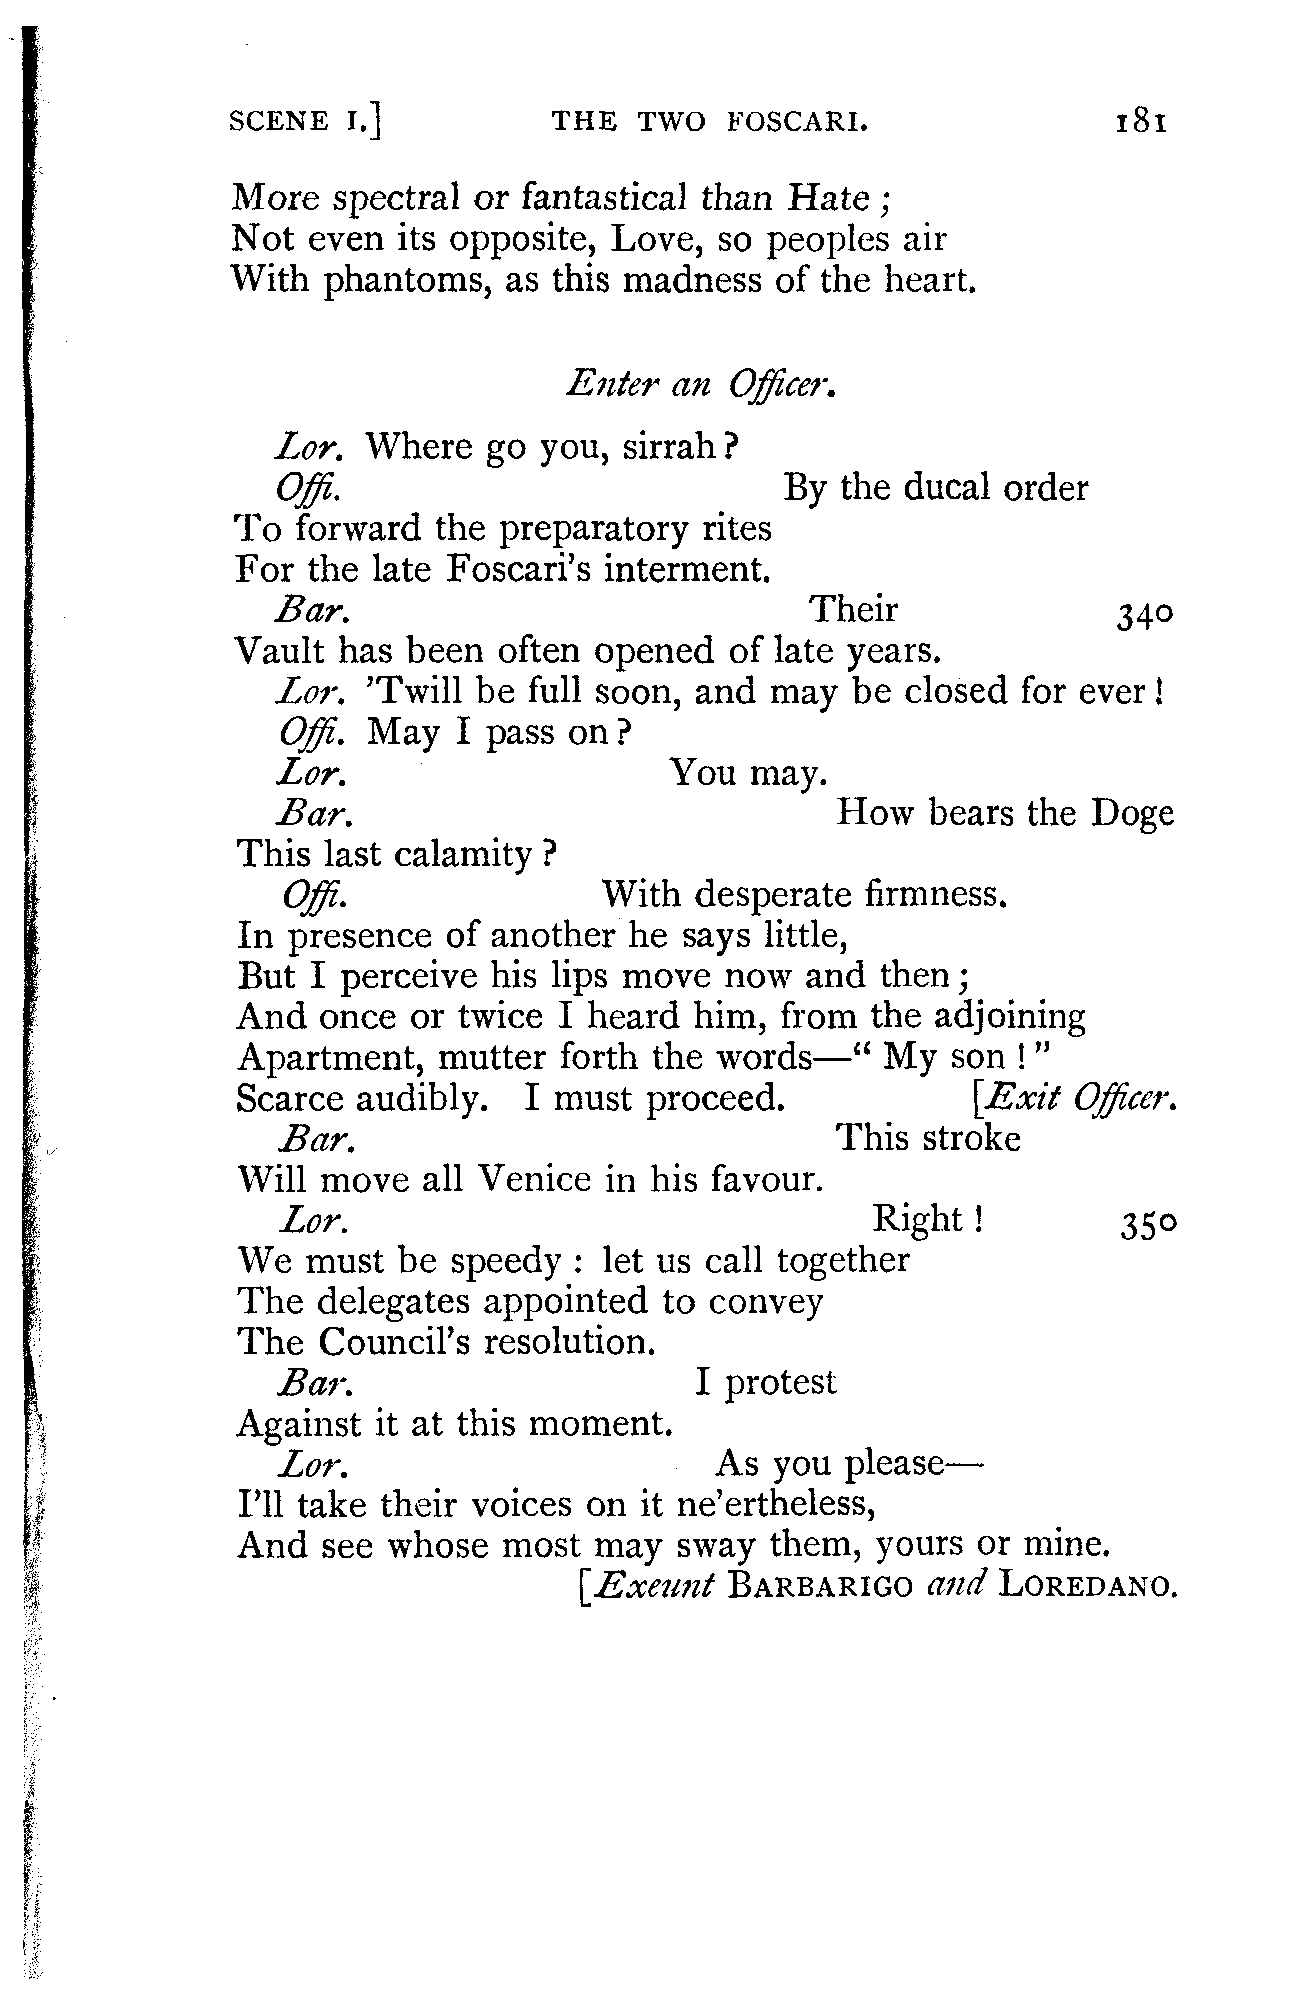 SCENE I.] THE TWO FOSCARI. 181
More spectral or fantastical than Hate ;
Not even its opposite, Love, so peoples air
With phantoms, as this madness of the heart.
Enter an Officer.
Lor. Where go you, sirrah ?
Offi. By the ducal order
To forward the preparatory rites
For the late Foscari's interment.
Bar. Their 340
Vault has been often opened of late years.
Lor. 'Twill be full soon, and may be closed for ever !
Offi. May I pass on ?
Lor. You may.
Bar. How bears the Doge
This last calamity ?
Offi. With desperate firmness.
In presence of another he says little,
But I perceive his lips move now and then ;
And once or twice I heard him, from the adjoining
Apartment, mutter forth the words—“ My son ! ”
Scarce audibly. I must proceed. [Exit Officer.
Bar. This stroke
Will move all Venice in his favour.
Lor. Right ! 350
We must be speedy : let us call together
The delegates appointed to convey
The Council's resolution.
Bar. I protest
Against it at this moment.
Lor. As you please—
I'll take their voices on it ne'ertheless,
And see whose most may sway them, yours or mine.
[Exeunt BARBARIGO and LOREDANO.